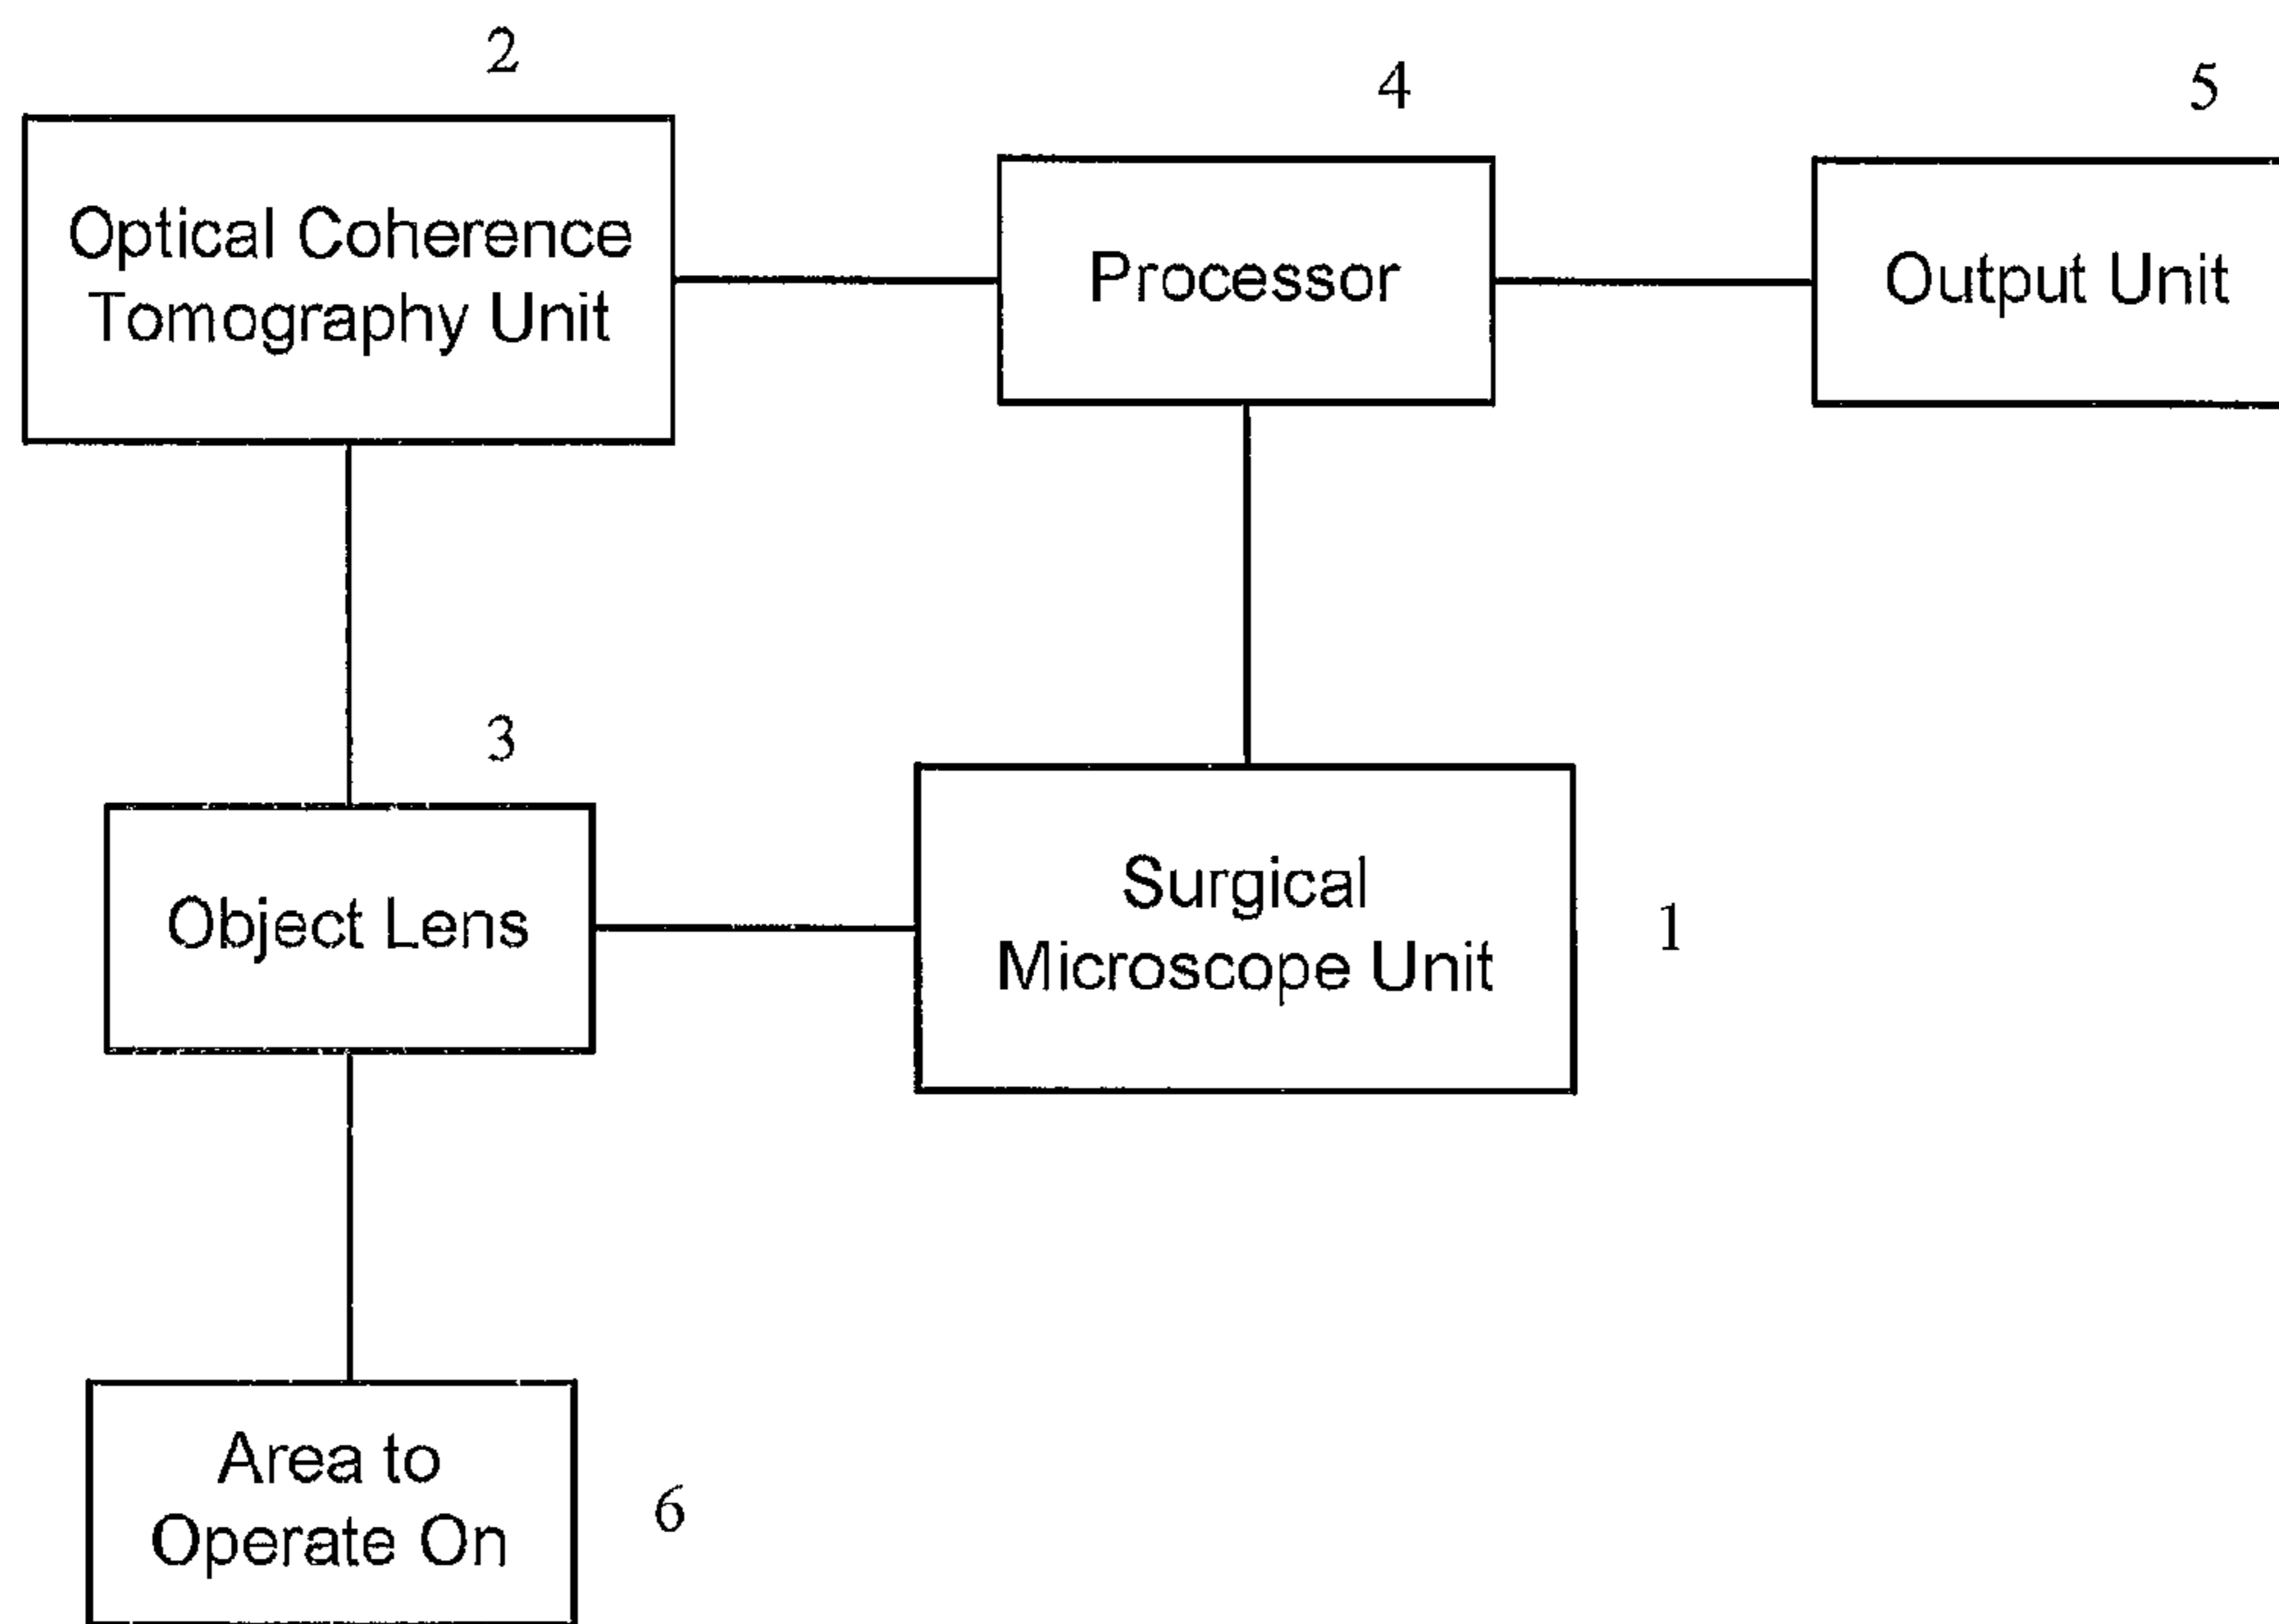 2
4
5
Optical Coherence
Tomography Unit
Processor
Output Unit
3
Object Lens
Surgical
Microscope Unit
1
Area to
Operate On
6